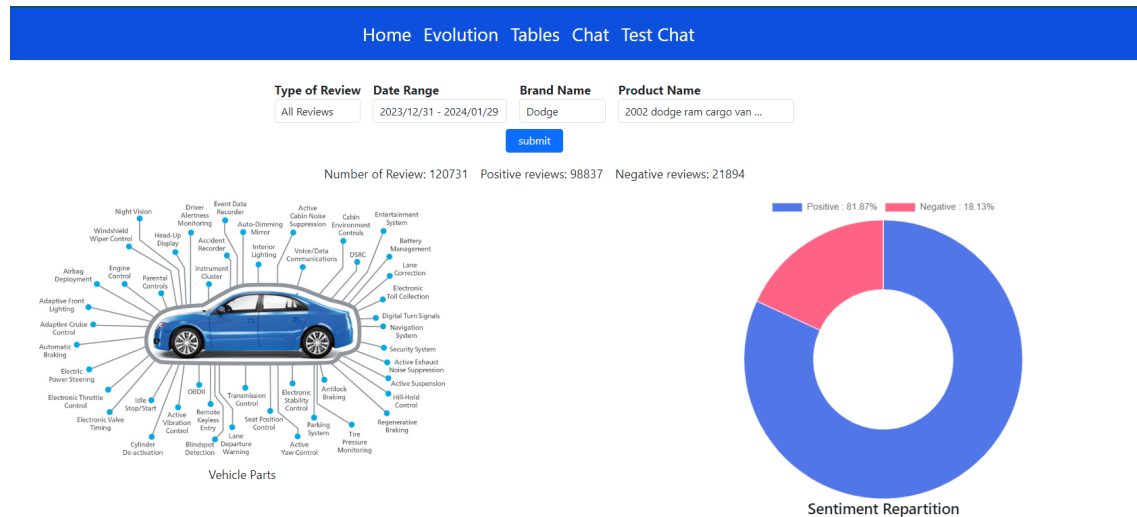 Home Evolution Tables Chat Test Chat
Type of Review Date Range Brand Name Product Name
All Reviews 2023/12/31 - 2024/01/29 Dodge 2002 dodge ram cargo van ...
submit
Number of Review: 120731 Positive reviews: 98837 Negative reviews: 21894
Night Vision
Driver
Alertness
Monitoring
Event Data
Recorder
Auto-Dimming
Mirror
Active
Cabin Noise
Suppression
Cabin
Environment
Controls
Entertainment
System
Windshield
Wiper Control
Head-Up
Display
Accident
Recorder
Interior
Lighting
Voice/Data
Communications
DSRC
Battery
Management
Lane
Correction
Airbag
Deployment
Engine
Control
Parental
Controls
Instrument
Cluster
Electronic
Toll Collection
Adaptive Front
Lighting
Digital Turn Signals
Adaptive Cruise
Control
Navigation
System
Automatic
Braking
Security System
Active Exhaust
Noise Suppression
Electric
Power Steering
Active Suspension
Electronic Throttle
Control
Idle
Stop/Start
OBDII
Transmission
Control
Electronic
Stability
Control
Antilock
Braking
Hill-Hold
Control
Electronic Valve
Timing
Active
Vibration
Control
Remote
Keyless
Entry
Seat Position
Control
Parking
System
Regenerative
Braking
Cylinder
De-activation
Blindspot
Detection
Lane
Departure
Warning
Active
Yaw Control
Tire
Pressure
Monitoring
Vehicle Parts
Positive : 81.87% Negative : 18.13%
Sentiment Repartition